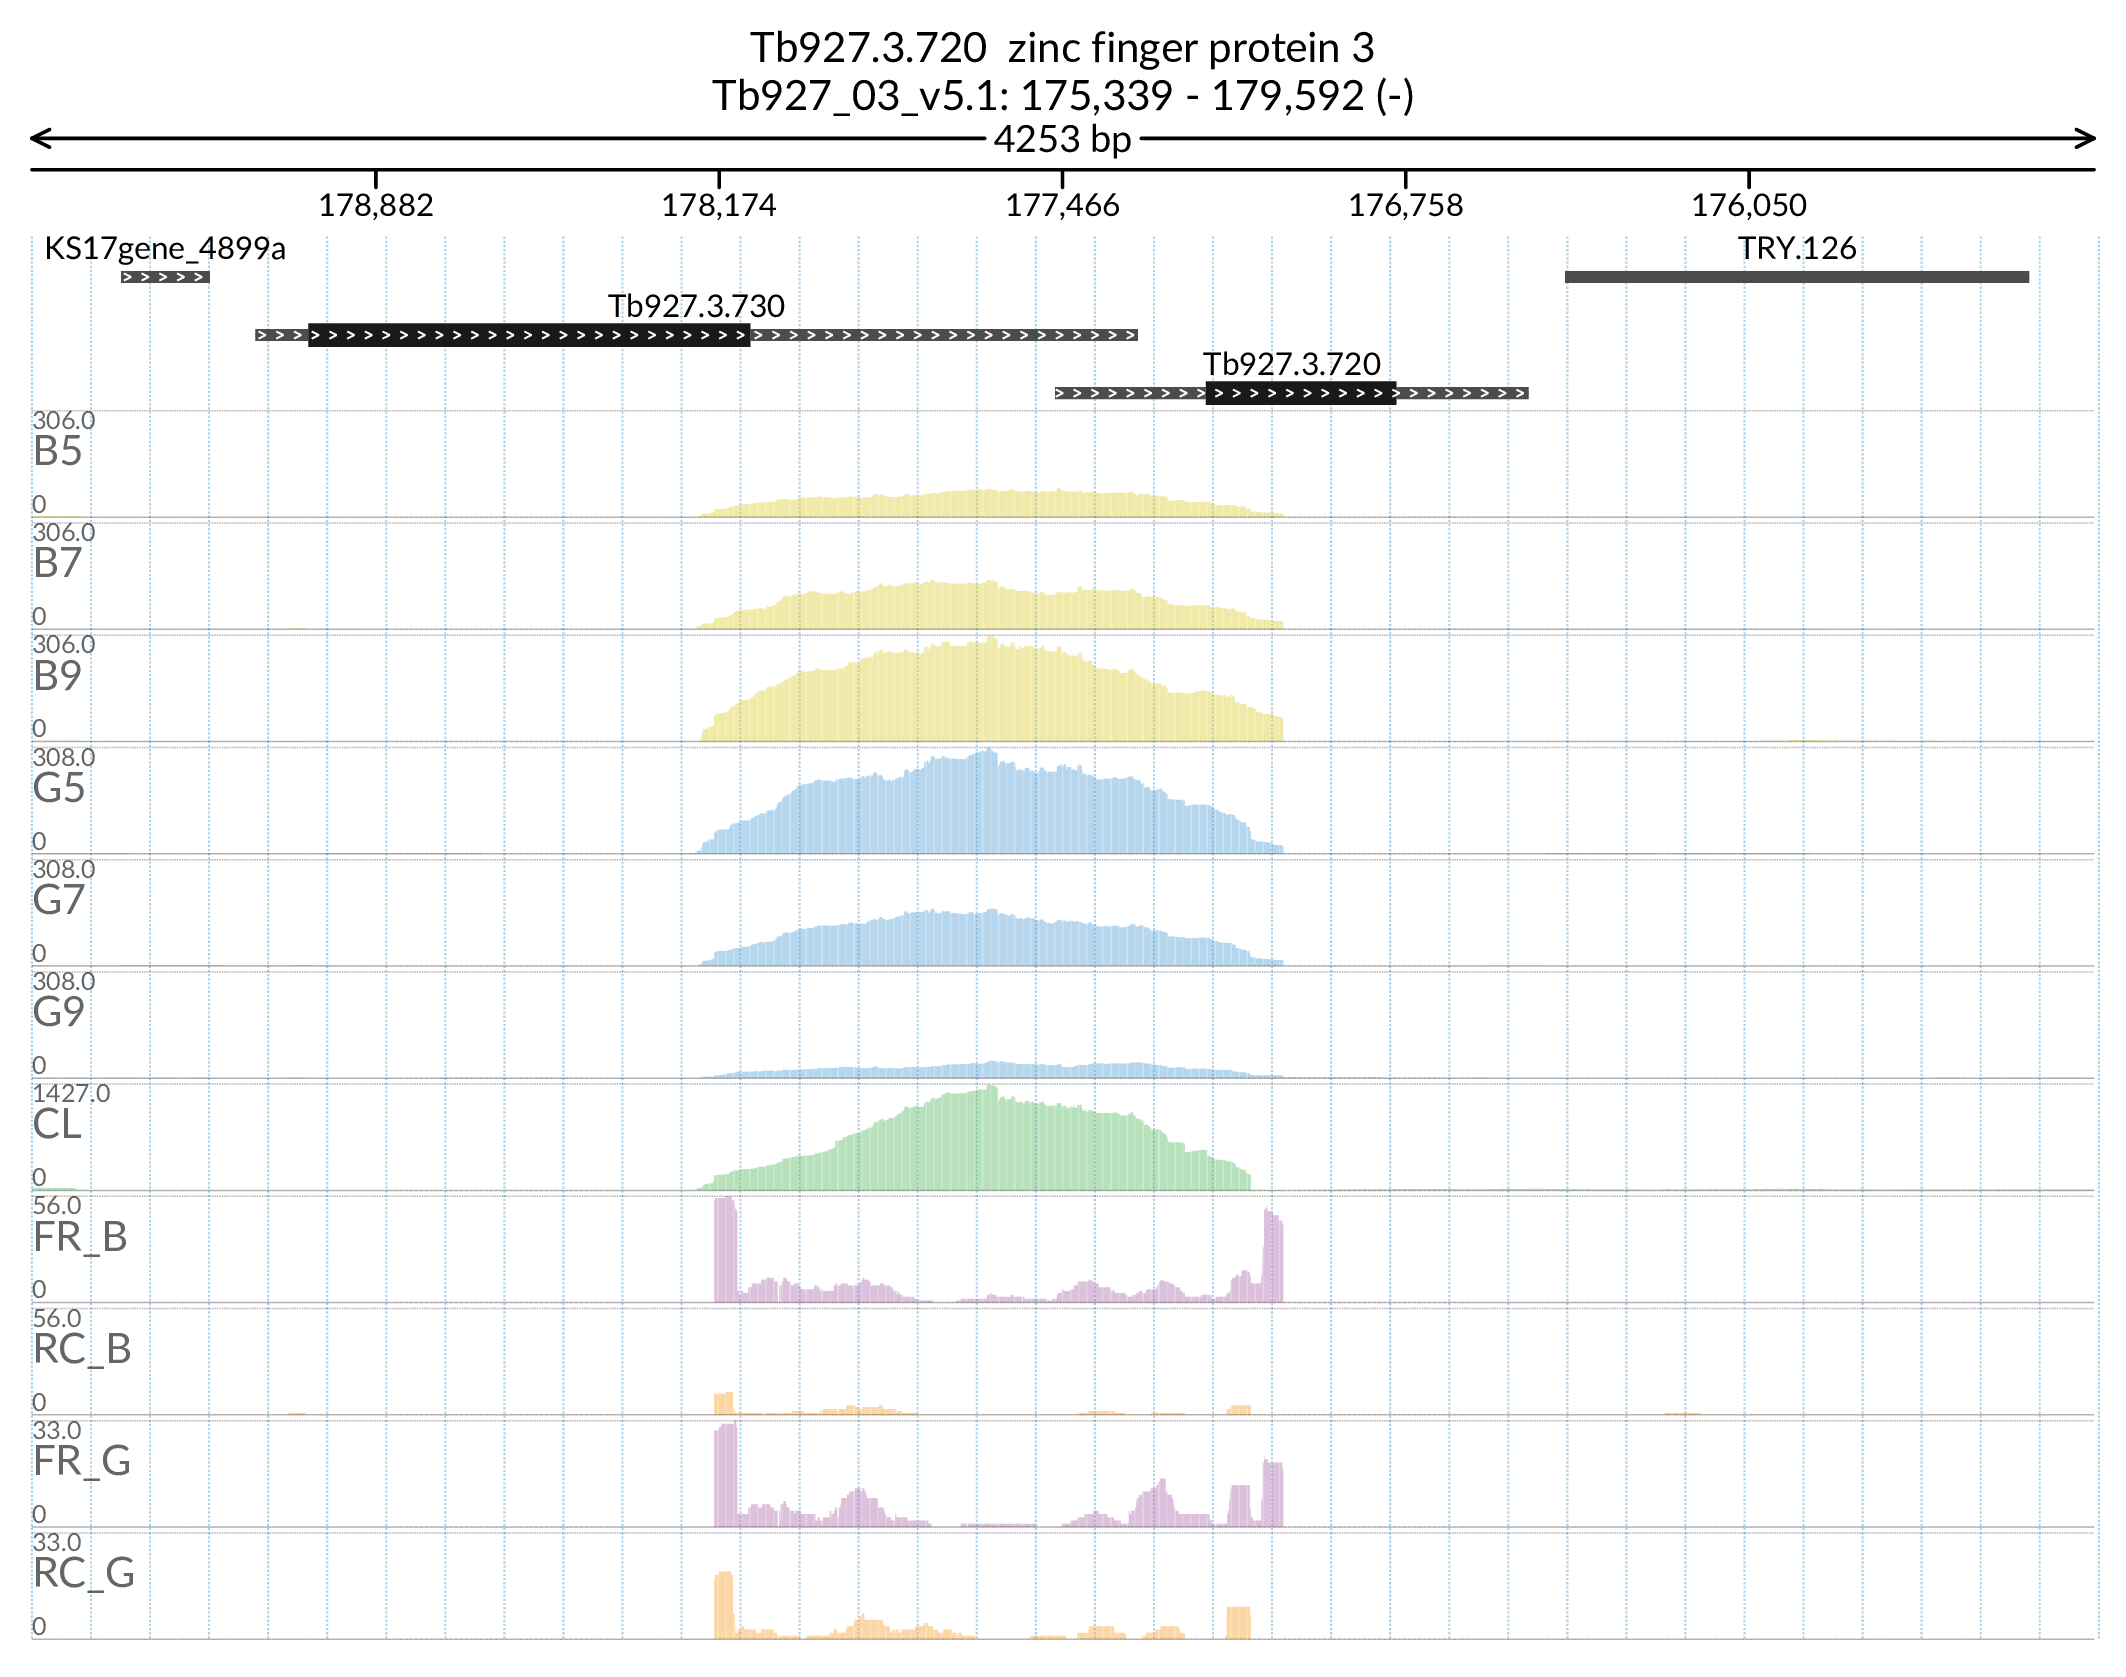 Tb927.3.720  zinc finger protein 3
Tb927_03_v5.1: 175,339 - 179,592 (-)
4253 bp
178,882 178,174 177,466 176,758 176,050
KS17gene_4899a TRY.126
Tb927.3.730
Tb927.3.720
306.0
B5
0
306.0
B7
0
306.0
B9
0
308.0
G5
0
308.0
G7
0
308.0
G9
0
1427.0
CL
0
56.0
FR_B
0
56.0
RC_B
0
33.0
FR_G
0
33.0
RC_G
0